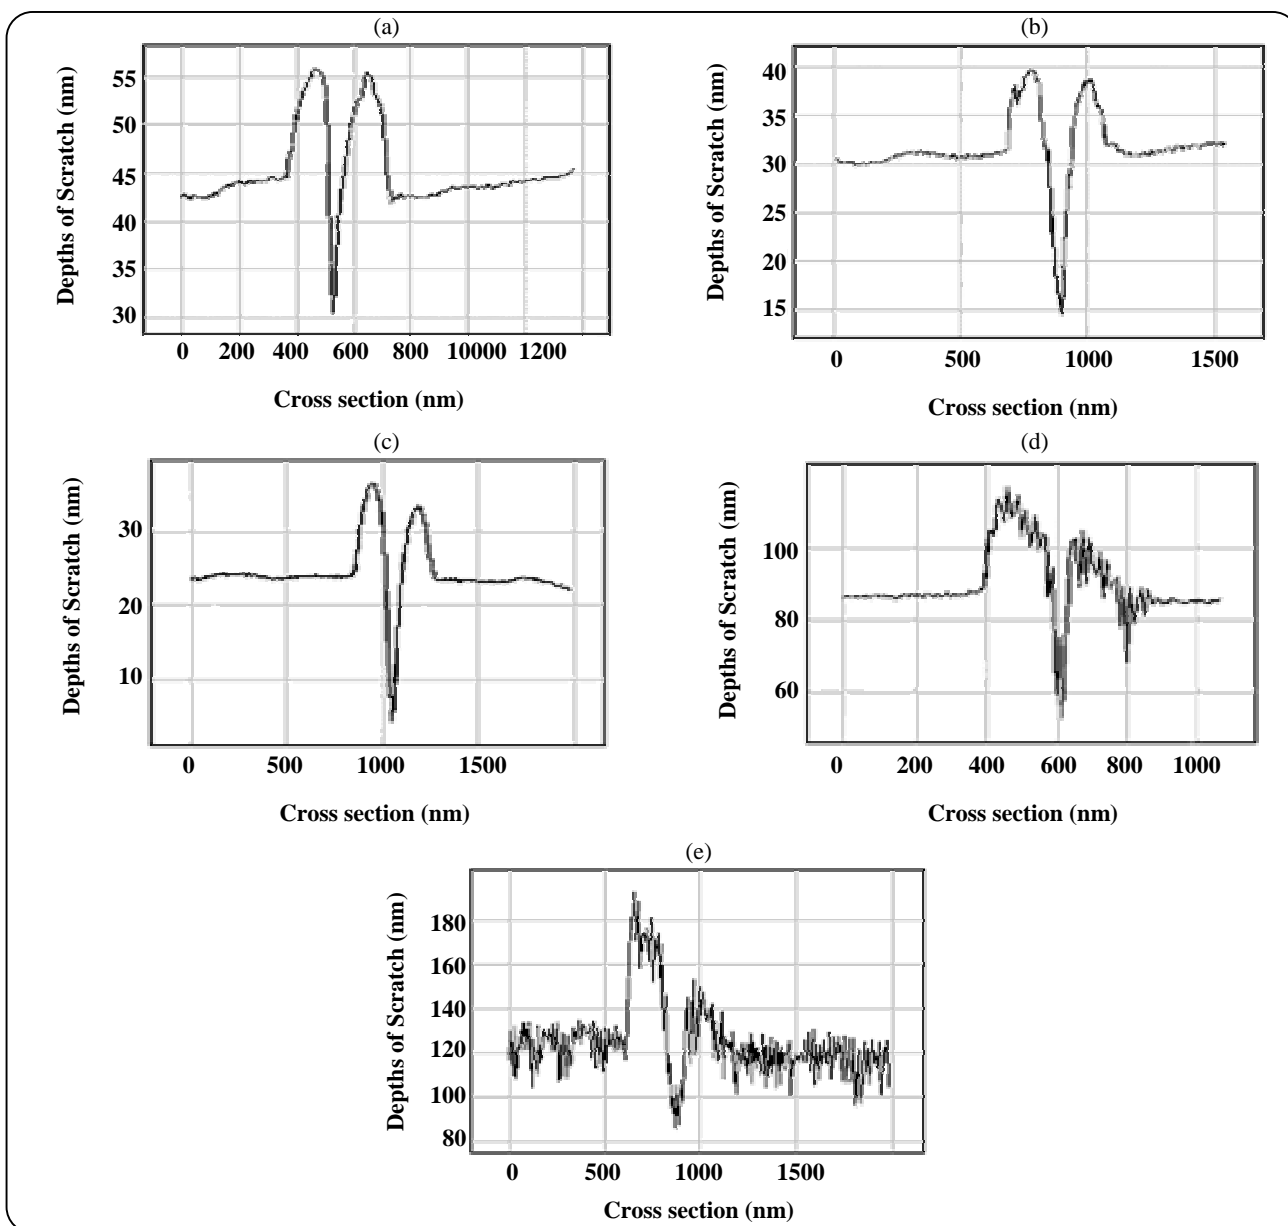 (a)
Depths of Scratch (nm)
55
50
45
40
35
30
0 200 400 600 800 10000 1200
Cross section (nm)
(b)
Depths of Scratch (nm)
40
35
30
25
20
15
0 500 1000 1500
Cross section (nm)
(c)
Depths of Scratch (nm)
30
20
10
0 500 1000 1500
Cross section (nm)
(d)
Depths of Scratch (nm)
100
80
60
0 200 400 600 800 1000
Cross section (nm)
(e)
Depths of Scratch (nm)
180
160
140
120
100
80
0 500 1000 1500
Cross section (nm)